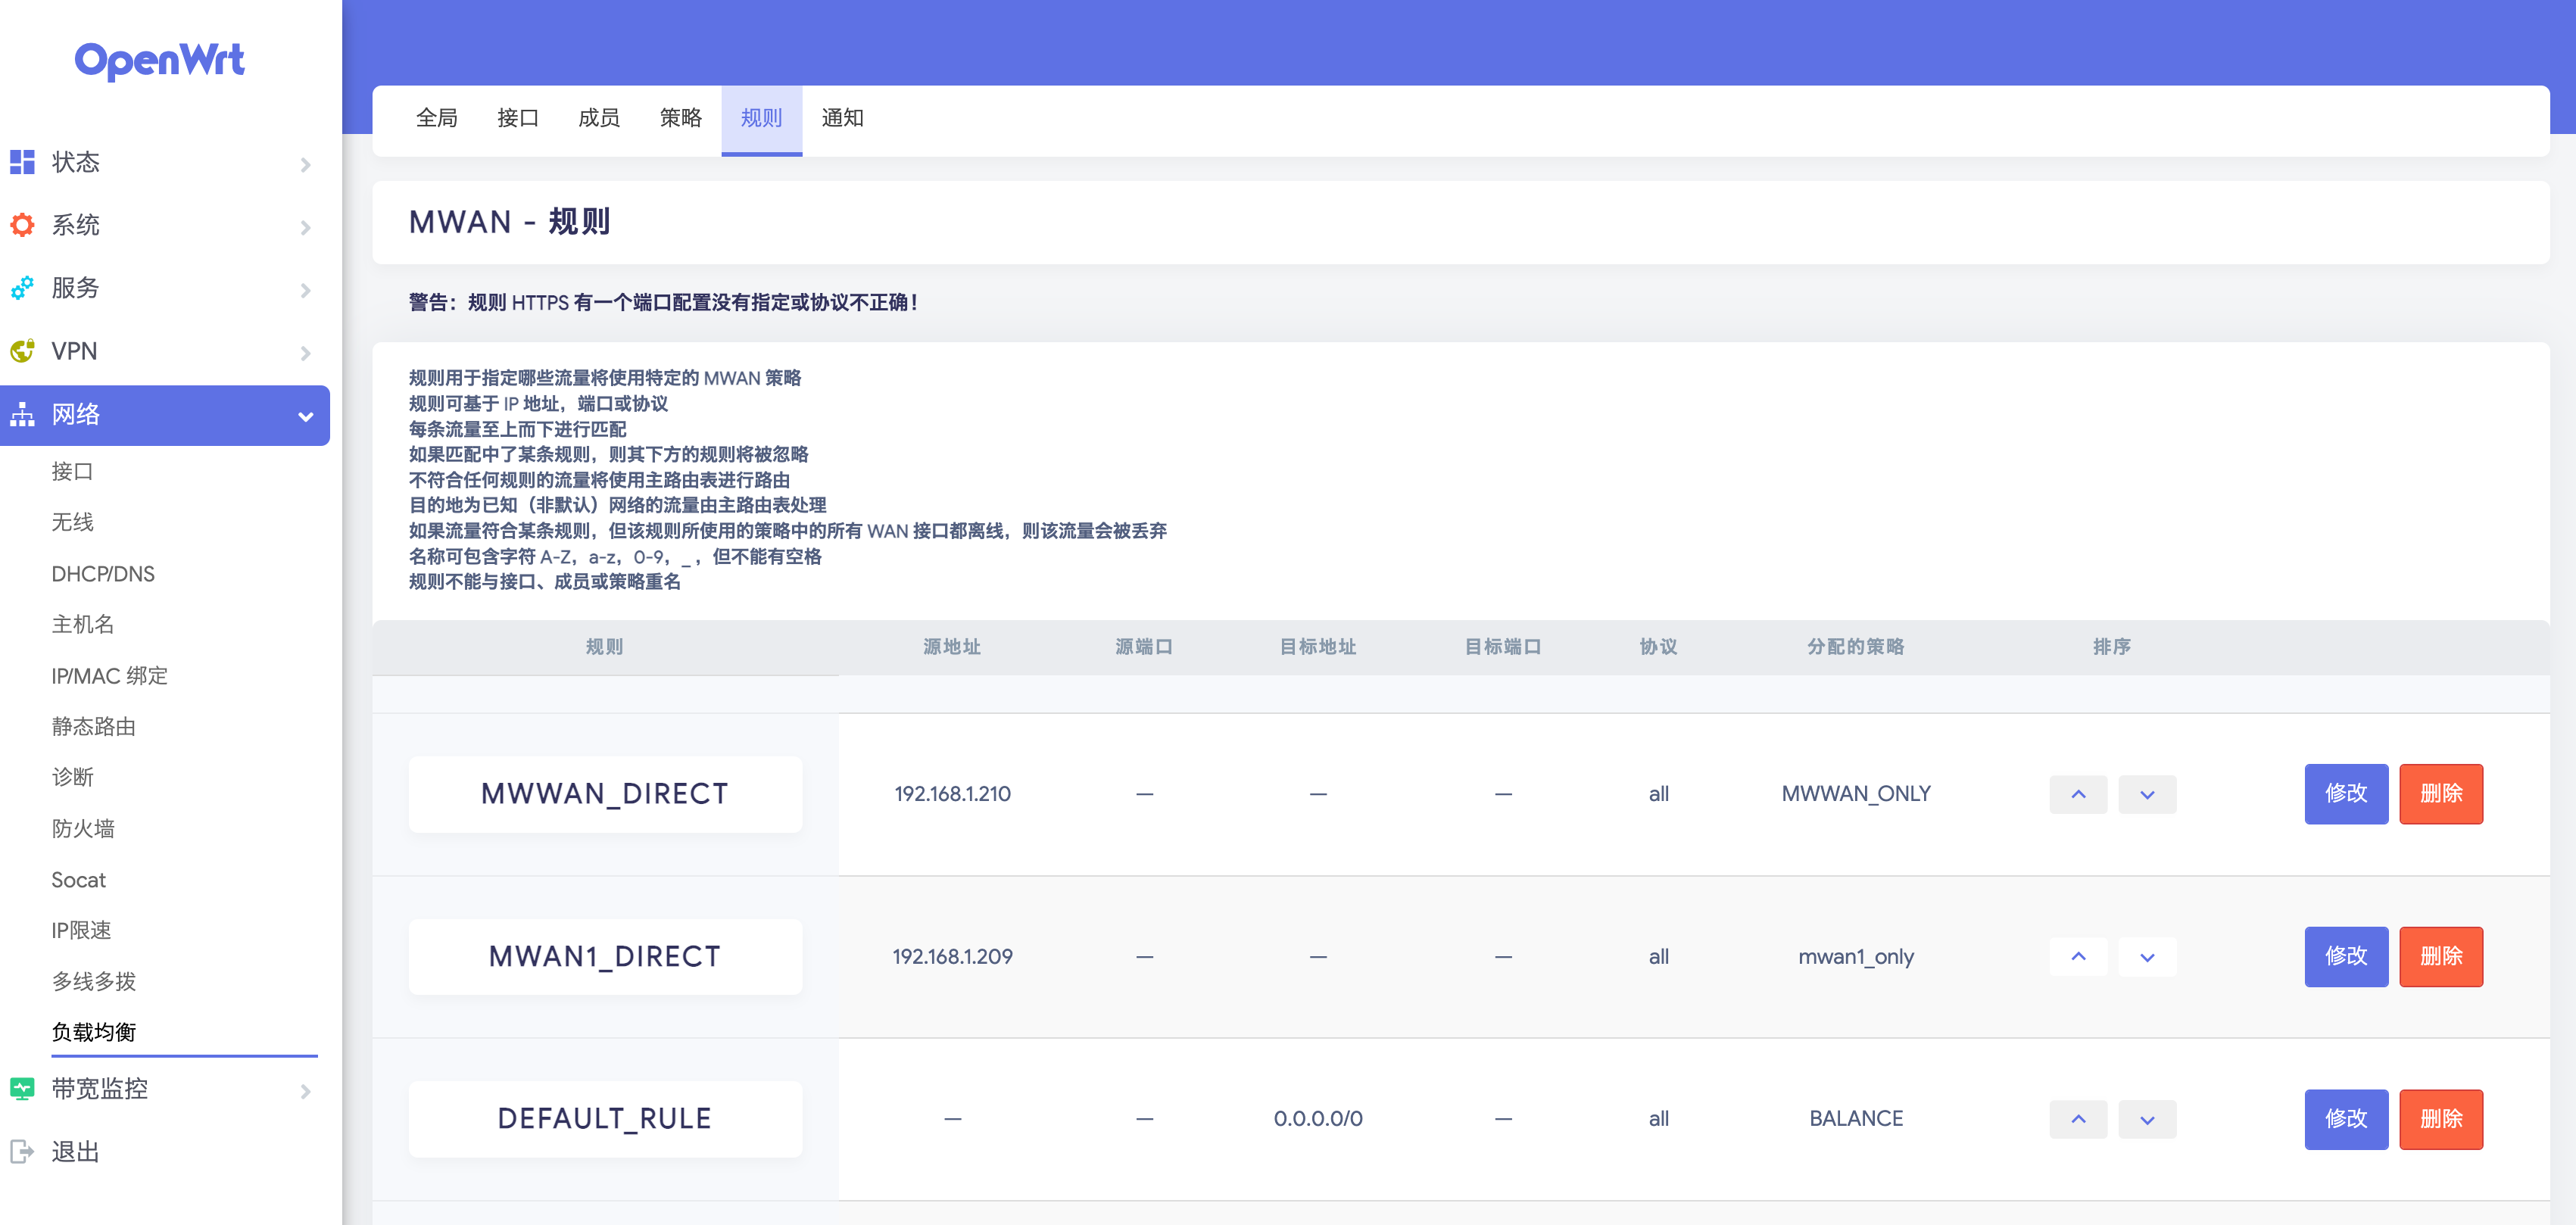 OpenWrt
状态
系统
服务
VPN
网络
接口
无线
DHCP/DNS
主机名
IP/MAC 绑定
静态路由
诊断
防火墙
Socat
IP限速
多线多拨
负载均衡
带宽监控
退出
全局 接口 成员 策略 规则 通知
MWAN - 规则
警告：规则 HTTPS 有一个端口配置没有指定或协议不正确！
规则用于指定哪些流量将使用特定的 MWAN 策略
规则可基于 IP 地址，端口或协议
每条流量至上而下进行匹配
如果匹配中了某条规则，则其下方的规则将被忽略
不符合任何规则的流量将使用主路由表进行路由
目的地为已知（非默认）网络的流量由主路由表处理
如果流量符合某条规则，但该规则所使用的策略中的所有 WAN 接口都离线，则该流量会被丢弃
名称可包含字符 A-Z，a-z，0-9，_ ，但不能有空格
规则不能与接口、成员或策略重名
规则 源地址 源端口 目标地址 目标端口 协议 分配的策略 排序
MWWAN_DIRECT 192.168.1.210 — — — all MWWAN_ONLY 修改 删除
MWAN1_DIRECT 192.168.1.209 — — — all mwan1_only 修改 删除
DEFAULT_RULE — — 0.0.0.0/0 — all BALANCE 修改 删除